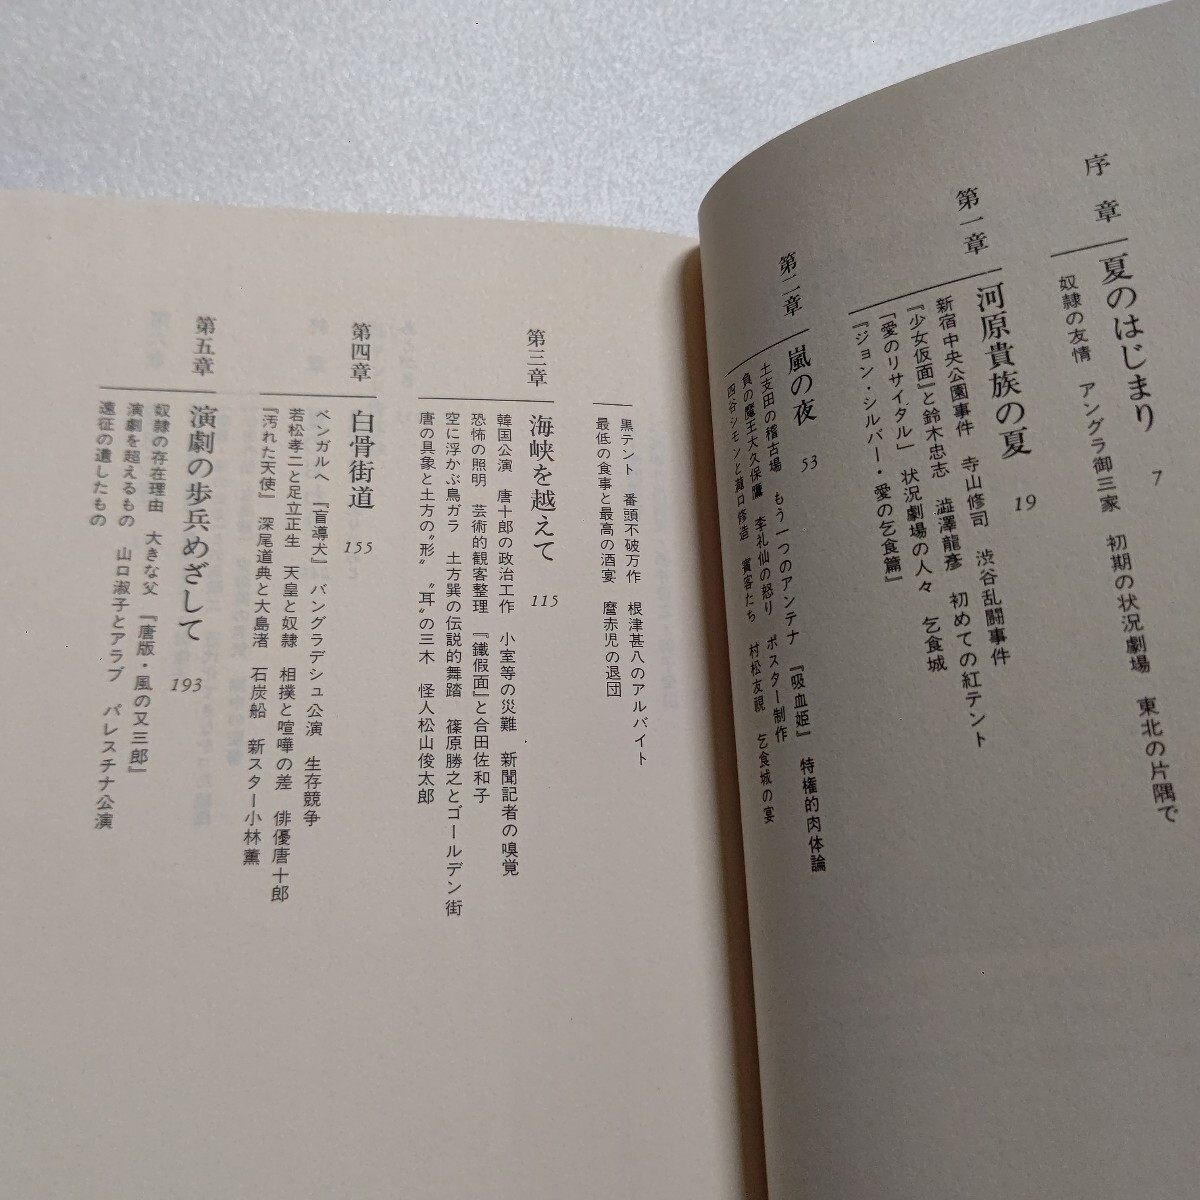 序章
夏のはじまり 7
奴隷の友情 アングラ御三家 初期の状況劇場 東北の片隅で
第一章
河原貴族の夏 19
新宿中央公園事件 寺山修司 渋谷乱闘事件
『少女仮面』と鈴木忠志 澁澤龍彥 初めての紅テント
「愛のリサイタル」 状況劇場の人々 乞食城
『ジョン・シルバー・愛の乞食篇』
第二章
嵐の夜 53
土支田の稽古場 もう一つのアンテナ 『吸血姫』 特権的肉体論
負の魔王大久保鷹 李礼仙の怒り ポスター制作
四谷シモンと瀧口修造 賓客たち 村松友視 乞食城の宴
黒テント 番頭不破万作 根津甚八のアルバイト
最低の食事と最高の酒宴 麿赤児の退団
第三章
海峡を越えて 115
韓国公演 唐十郎の政治工作 小室等の災難 新聞記者の嗅覚
恐怖の照明 芸術的観客整理 『鐵假面』と合田佐和子
空に浮かぶ鳥ガラ 土方巽の伝説的舞踏 篠原勝之とゴールデン街
唐の具象と土方の〝形〟 〝耳〟の三木 怪人松山俊太郎
第四章
白骨街道 155
ベンガルへ 『盲導犬』 バングラデシュ公演 生存競争
若松孝二と足立正生 天皇と奴隷 相撲と喧嘩の差 俳優唐十郎
『汚れた天使』 深尾道典と大島渚 石炭船 新スター小林薫
第五章
演劇の歩兵めざして 193
奴隷の存在理由 大きな父 『唐版・風の又三郎』
演劇を超えるもの 山口淑子とアラブ パレスチナ公演
遠征の遺したもの